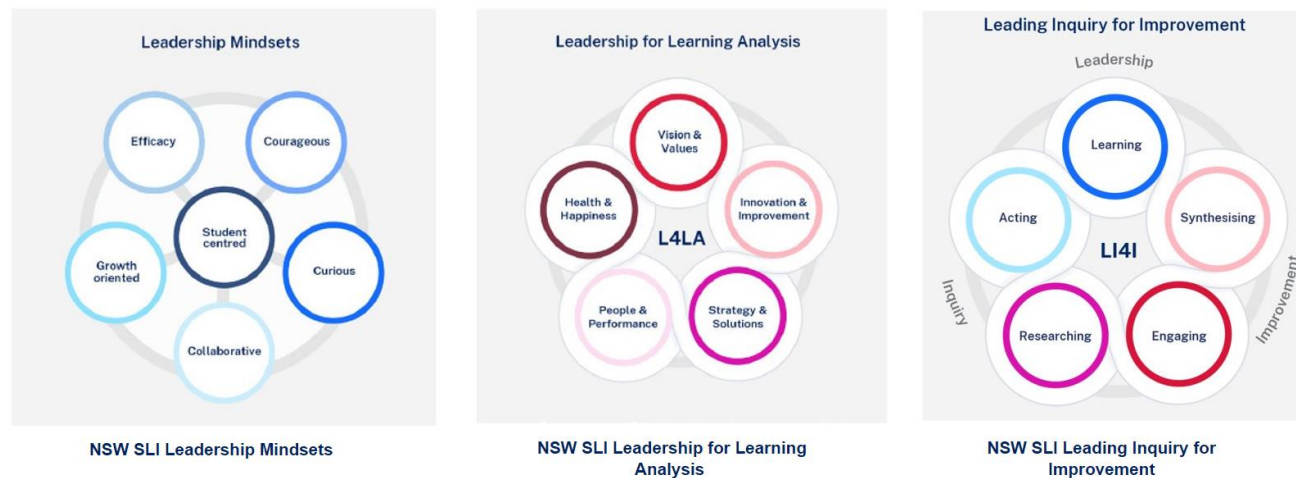 Leadership Mindsets
Efficacy
Courageous
Student
centred
Growth
oriented
Curious
Collaborative
NSW SLI Leadership Mindsets
Leadership for Learning Analysis
Vision &
Values
Health &
Happiness
Innovation &
Improvement
L4LA
People &
Performance
Strategy &
Solutions
NSW SLI Leadership for Learning
Analysis
Leading Inquiry for Improvement
Leadership
Learning
Acting
Synthesising
LI4I
Inquiry
Improvement
Researching
Engaging
NSW SLI Leading Inquiry for
Improvement